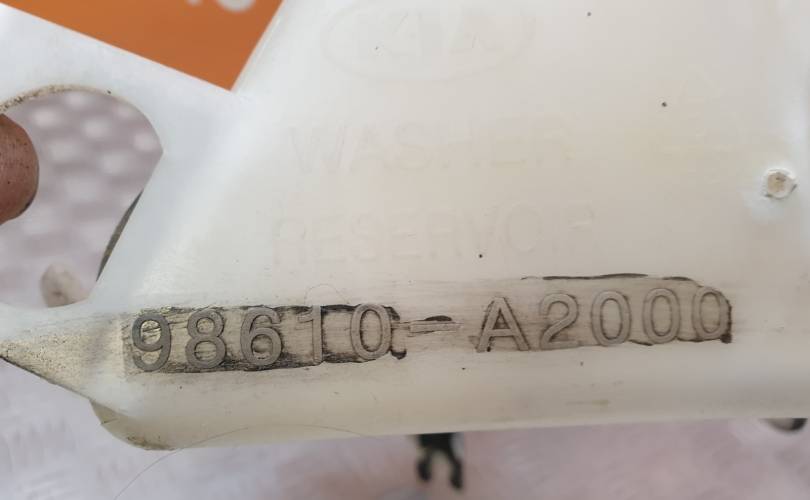 KIA
WASHER
RESERVOIR
98610-A2000